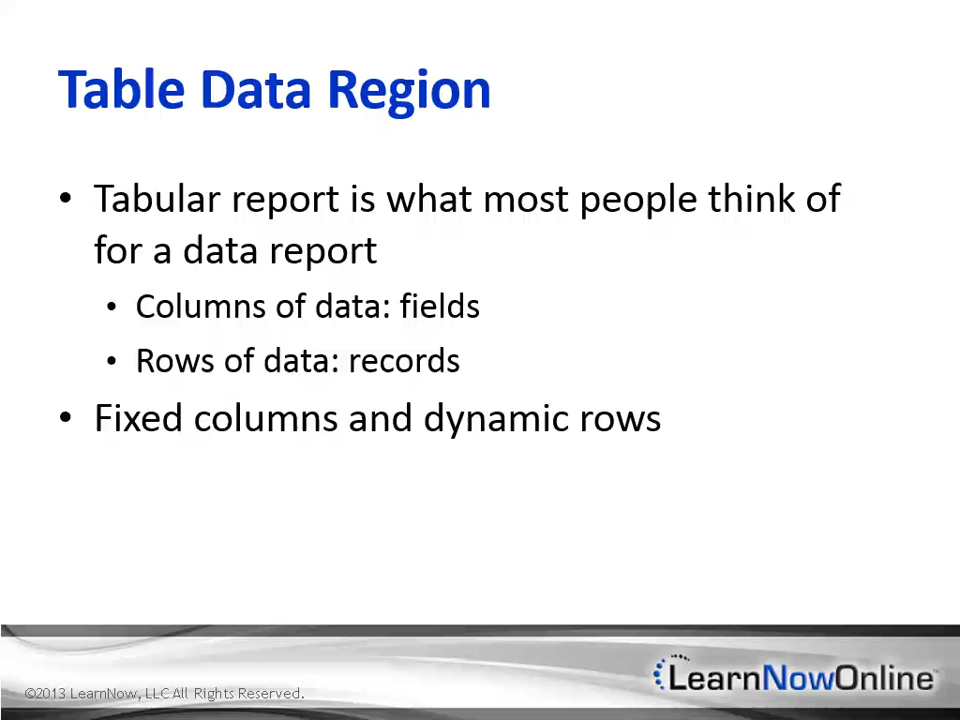 Table Data Region
• Tabular report is what most people think of
for a data report
• Columns of data: fields
• Rows of data: records
• Fixed columns and dynamic rows
©2013 LearnNow, LLC All Rights Reserved.
LearnNowOnline